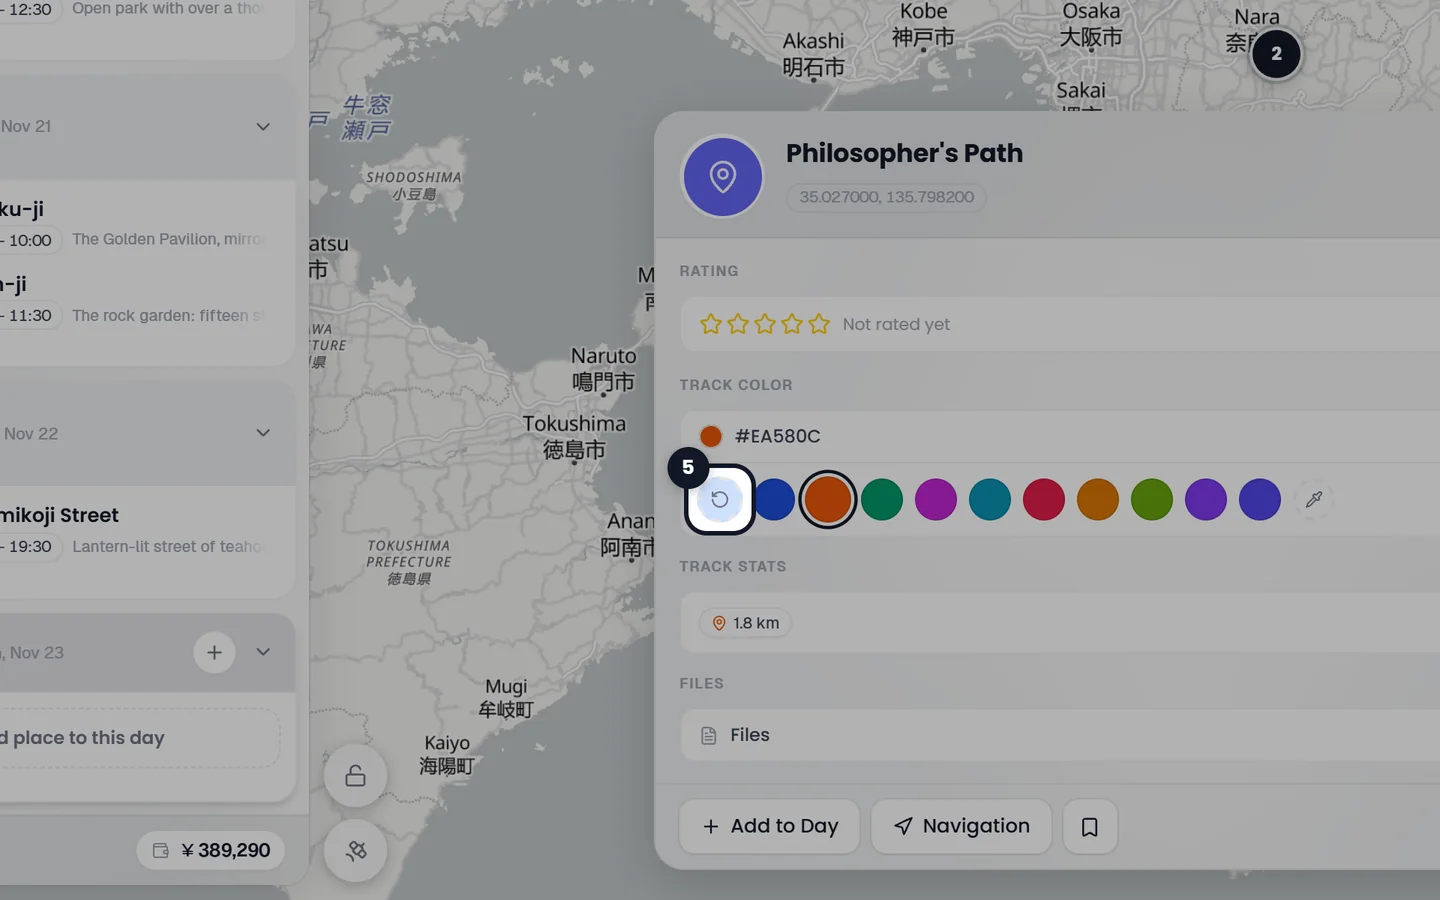 - 12:30 Open park with over a tho
Nov 21
ku-ji
- 10:00 The Golden Pavilion, mirro
n-ji
- 11:30 The rock garden: fifteen s
Nov 22
mikoji Street
- 19:30 Lantern-lit street of teaho
, Nov 23
d place to this day
¥ 389,290
戸 牛窓
瀬戸
SHODOSHIMA
小豆島
atsu
市
AWA
TURE
県
Naruto
鳴門市
Tokushima
徳島市
Anan
阿南市
TOKUSHIMA
PREFECTURE
徳島県
Mugi
牟岐町
Kaiyo
海陽町
M
Akashi
明石市
Kobe
神戸市
Osaka
大阪市
Sakai
Nara
奈
2
Philosopher's Path
35.027000, 135.798200
RATING
Not rated yet
TRACK COLOR
#EA580C
5
TRACK STATS
1.8 km
FILES
Files
Add to Day
Navigation